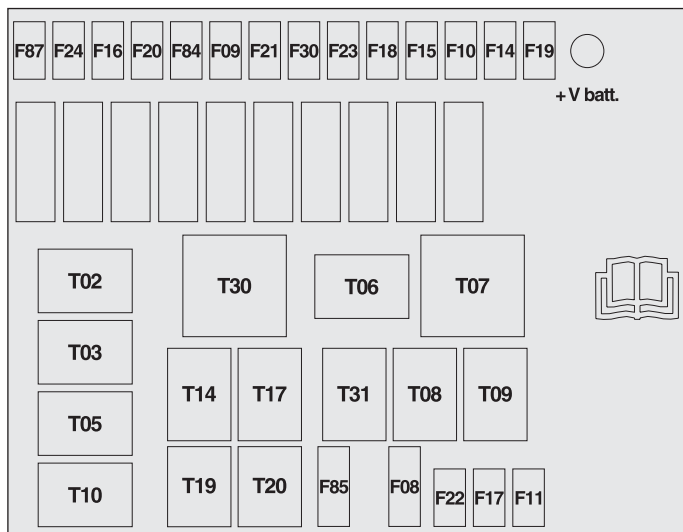 F87 F24 F16 F20 F84 F09 F21 F30 F23 F18 F15 F10 F14 F19
+ V batt.
T02
T30 T06 T07
T03
T14 T17 T31 T08 T09
T05
T10 T19 T20 F85 F08 F22 F17 F11